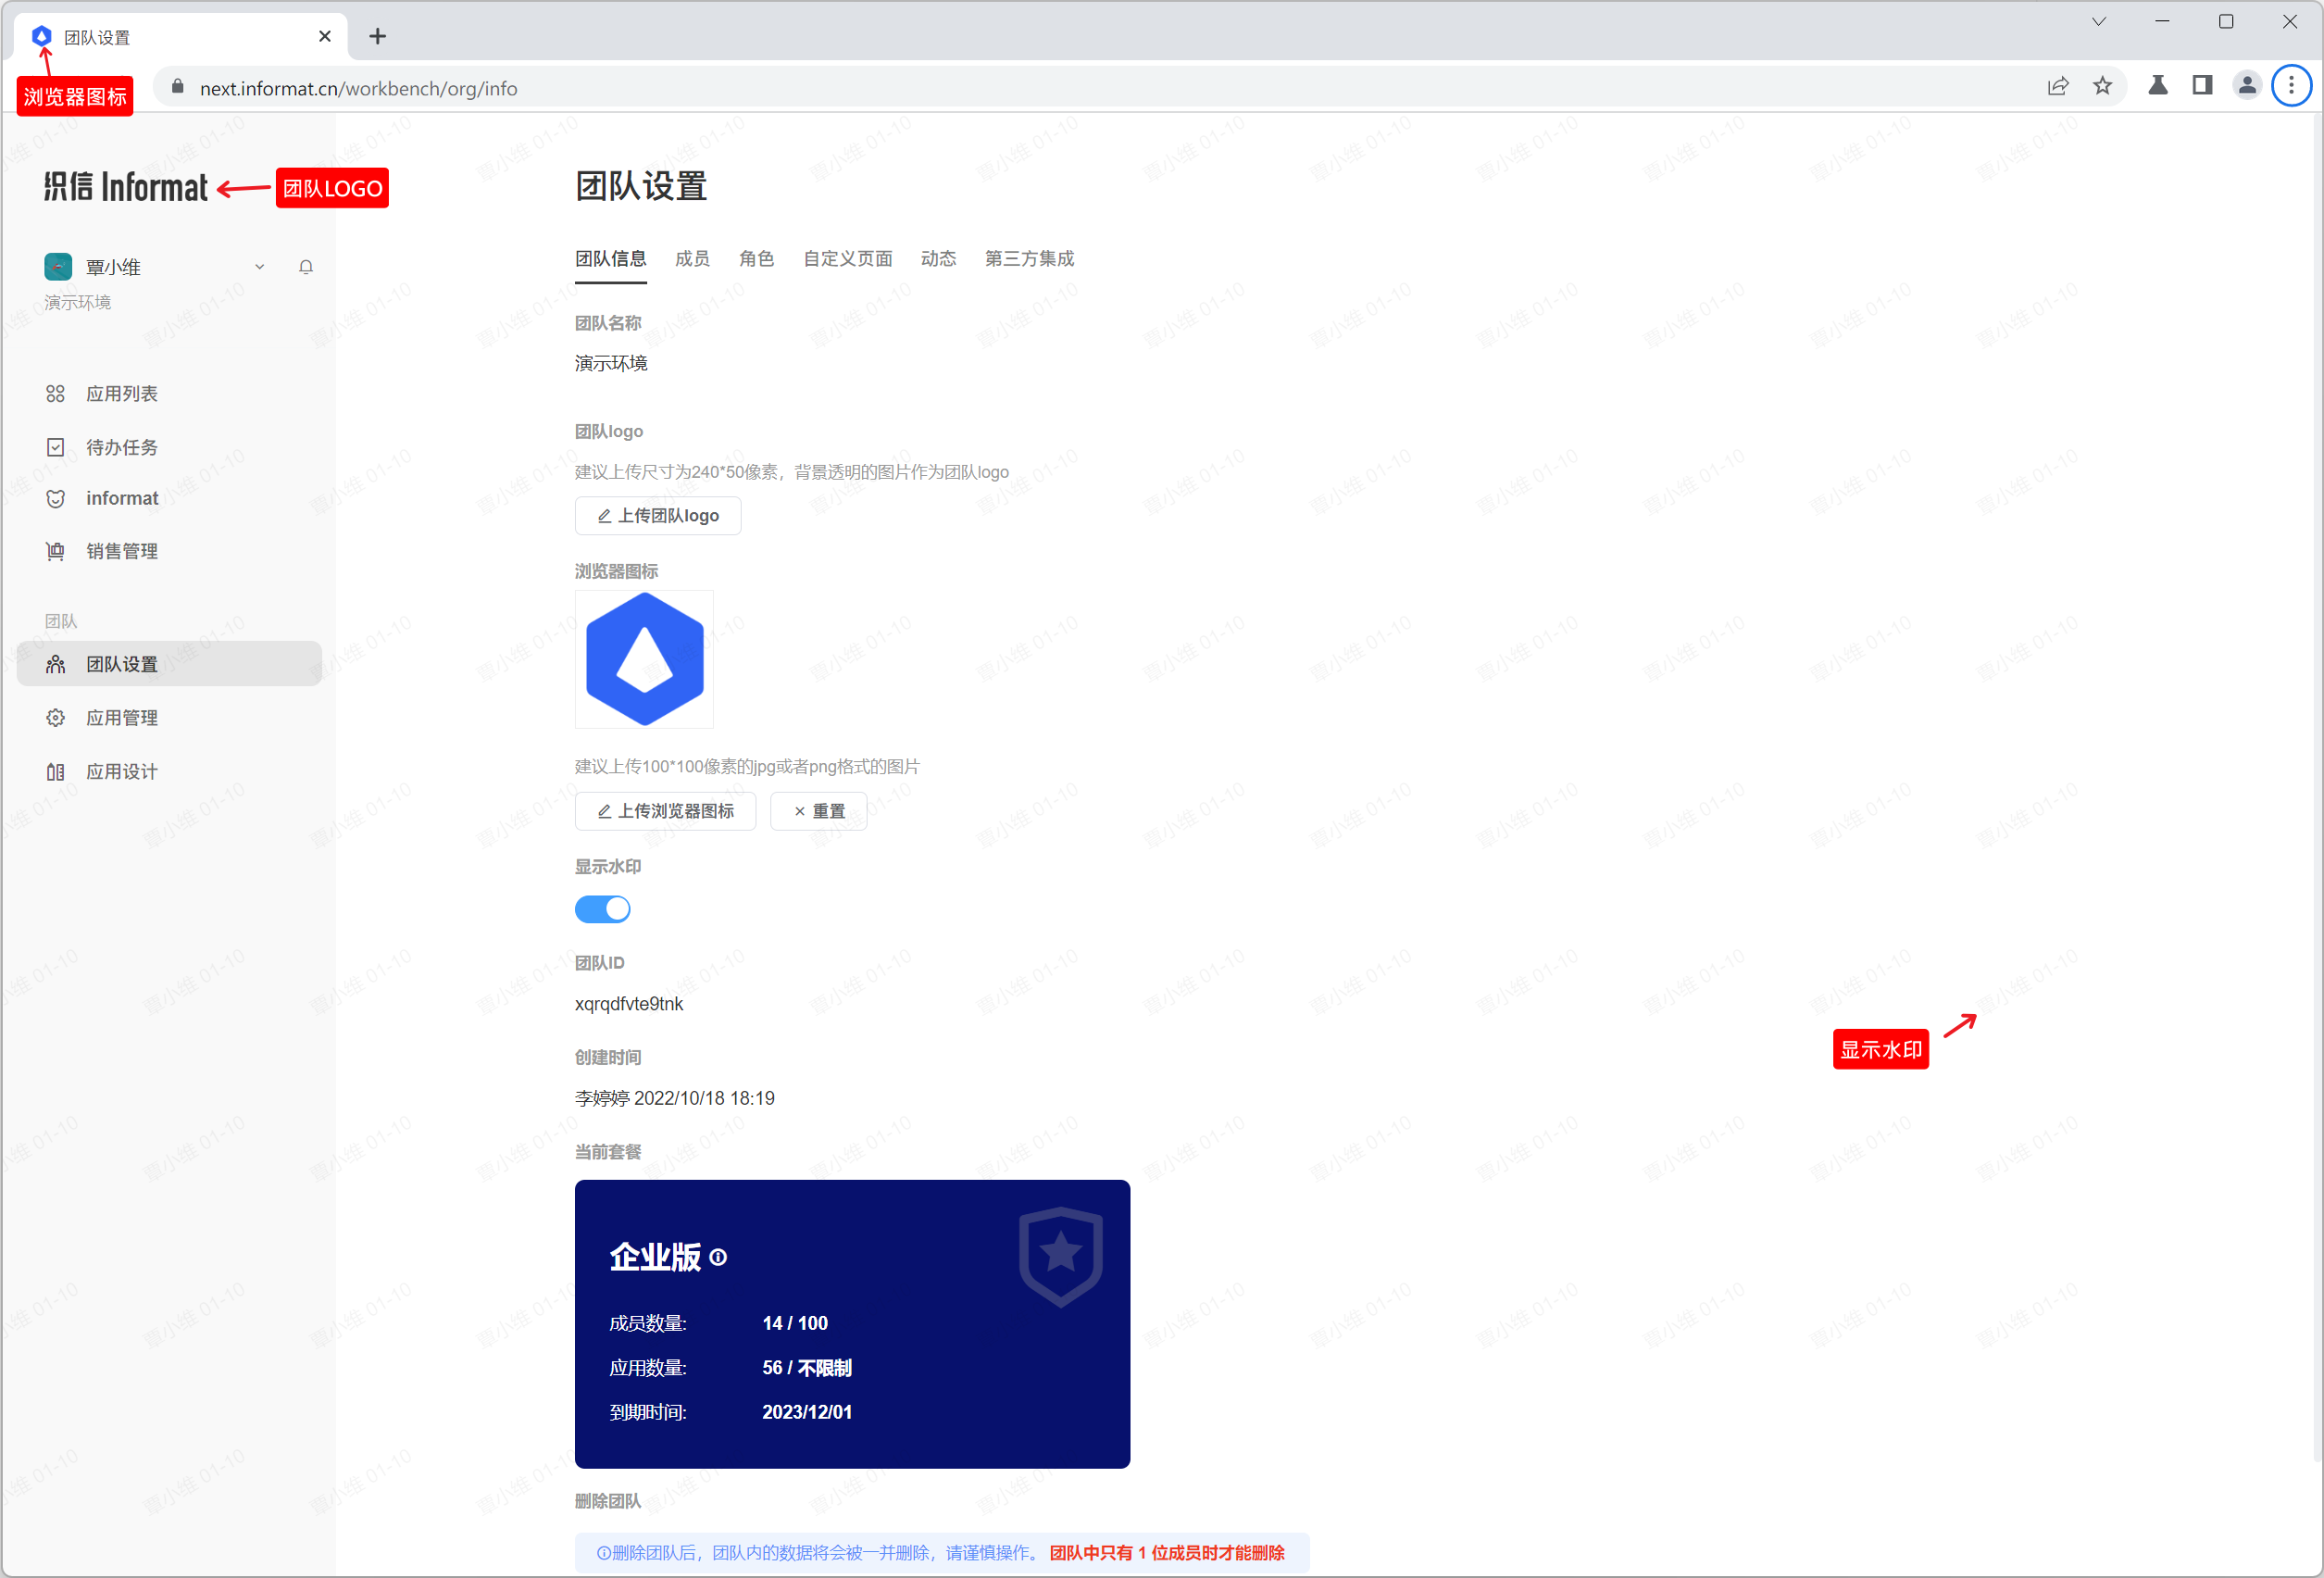 团队设置
浏览器图标
next.informat.cn/workbench/org/info
织信 Informat
团队LOGO
覃小维
演示环境
应用列表
待办任务
informat
销售管理
团队
团队设置
应用管理
应用设计
团队设置
团队信息 成员 角色 自定义页面 动态 第三方集成
团队名称
演示环境
团队logo
建议上传尺寸为240*50像素，背景透明的图片作为团队logo
上传团队logo
浏览器图标
建议上传100*100像素的jpg或者png格式的图片
上传浏览器图标 重置
显示水印
团队ID
xqrqdfvte9tnk
显示水印
创建时间
李婷婷 2022/10/18 18:19
当前套餐
企业版
成员数量: 14 / 100
应用数量: 56 / 不限制
到期时间: 2023/12/01
删除团队
删除团队后，团队内的数据将会被一并删除，请谨慎操作。 团队中只有 1 位成员时才能删除
覃小维 01-10